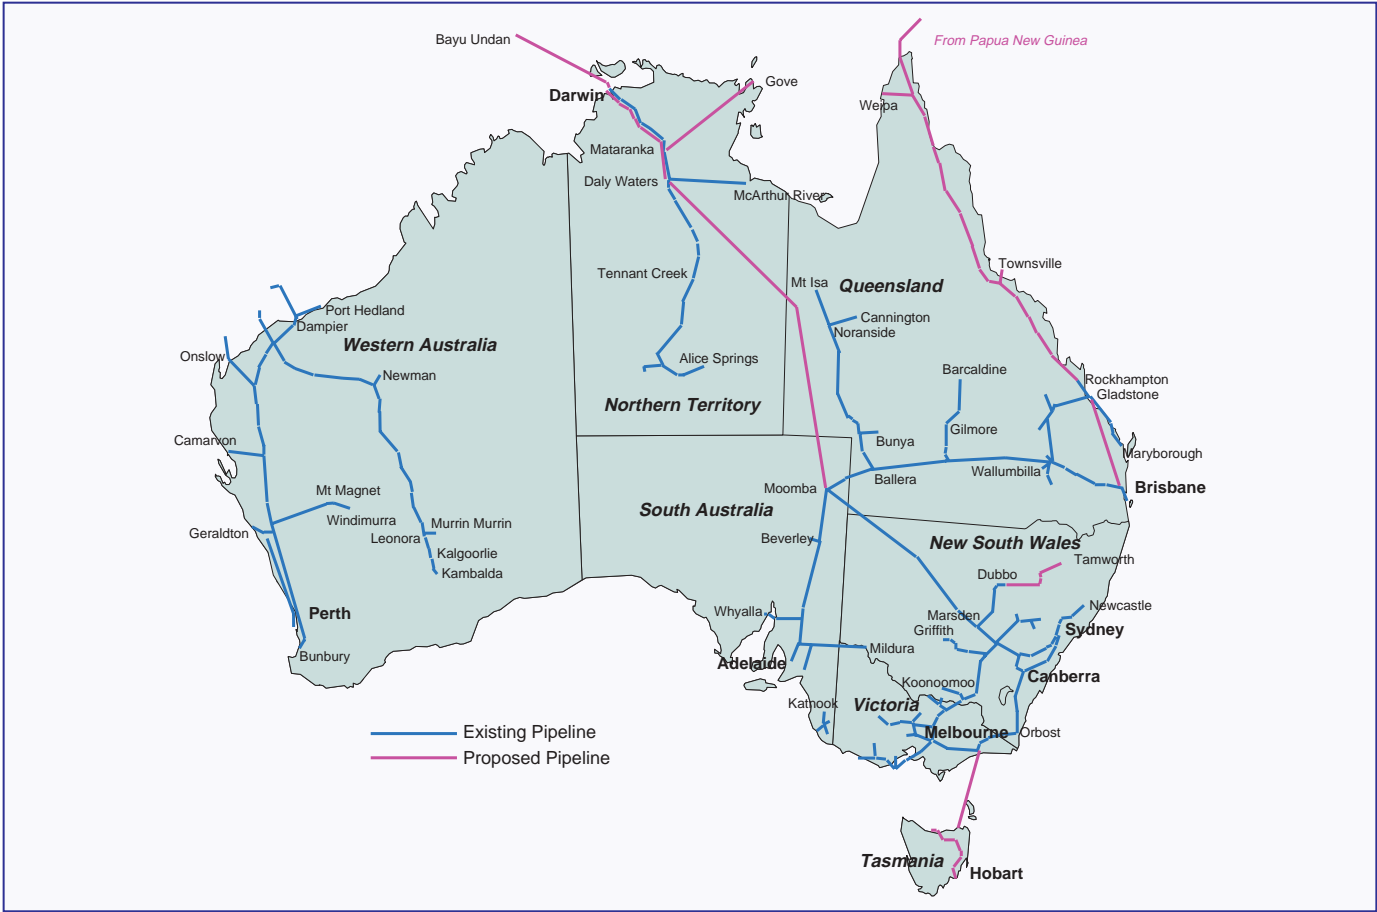 Bayu Undan
From Papua New Guinea
Gove
Darwin
Weipa
Mataranka
Daly Waters
McArthur River
Townsville
Tennant Creek
Mt Isa
Queensland
Port Hedland
Cannington
Dampier
Noranside
Western Australia
Onslow
Alice Springs
Newman
Barcaldine
Rockhampton
Gladstone
Northern Territory
Gilmore
Camarvon
Bunya
Maryborough
Wallumbilla
Ballera
Moomba
Brisbane
Mt Magnet
South Australia
Windimurra
Murrin Murrin
Geraldton
Leonora
Beverley
New South Wales
Kalgoorlie
Tamworth
Kambalda
Dubbo
Newcastle
Perth
Whyalla
Marsden
Griffith
Sydney
Mildura
Bunbury
Adelaide
Canberra
Koonoomoo
Katnook
Victoria
Existing Pipeline
Melbourne
Orbost
Proposed Pipeline
Tasmania
Hobart